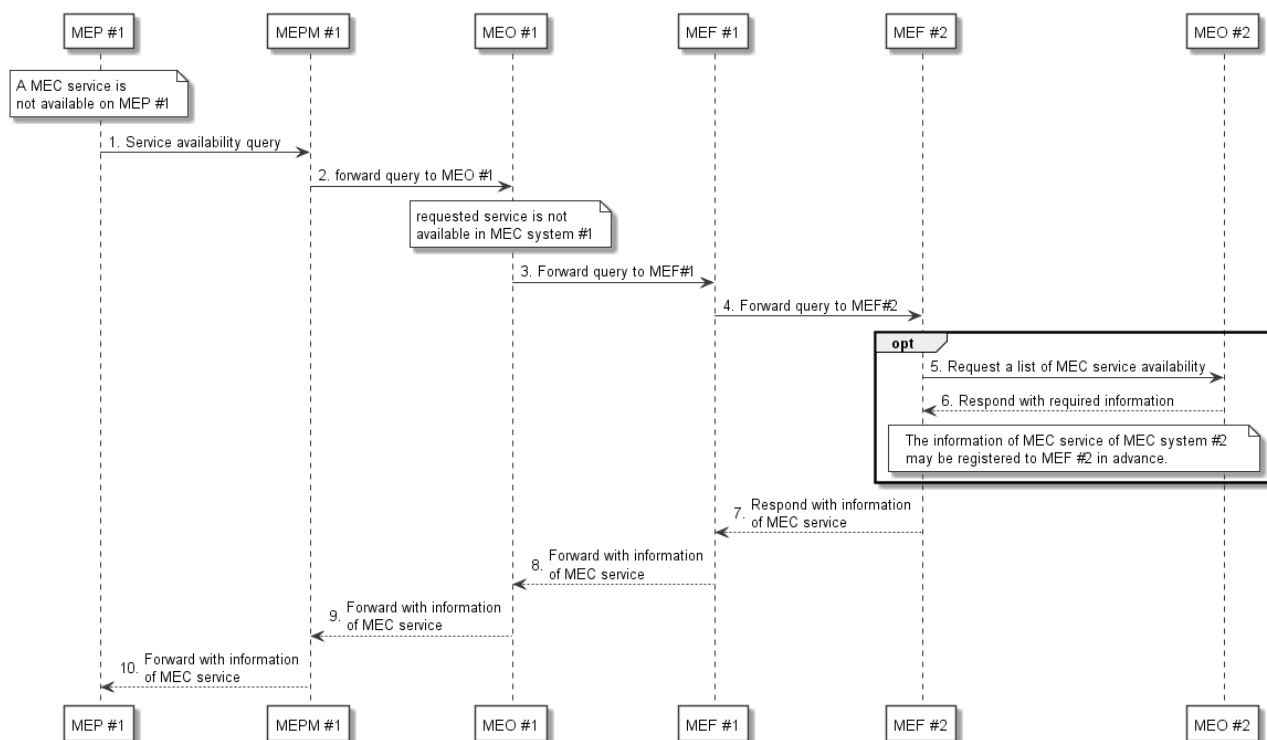 MEP #1
MEPM #1
MEO #1
MEF #1
MEF #2
MEO #2
A MEC service is
not available on MEP #1
1. Service availability query
2. forward query to MEO #1
requested service is not
available in MEC system #1
3. Forward query to MEF#1
4. Forward query to MEF#2
opt
5. Request a list of MEC service availability
6. Respond with required information
The information of MEC service of MEC system #2
may be registered to MEF #2 in advance.
7. Respond with information
of MEC service
8. Forward with information
of MEC service
9. Forward with information
of MEC service
10. Forward with information
of MEC service
MEP #1
MEPM #1
MEO #1
MEF #1
MEF #2
MEO #2